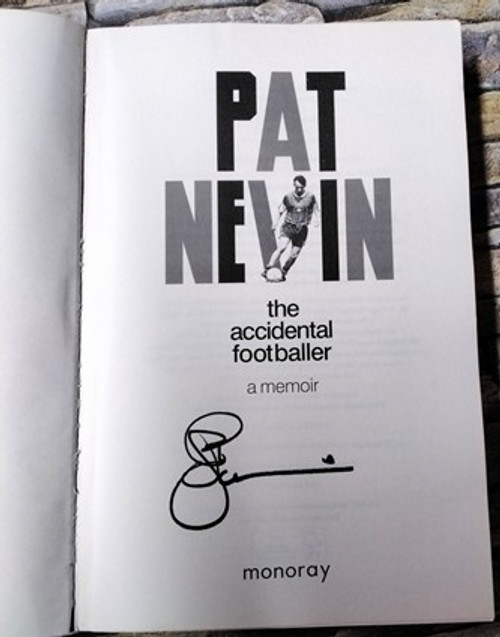 PAT
NEVIN
the
accidental
footballer
a memoir
monoray